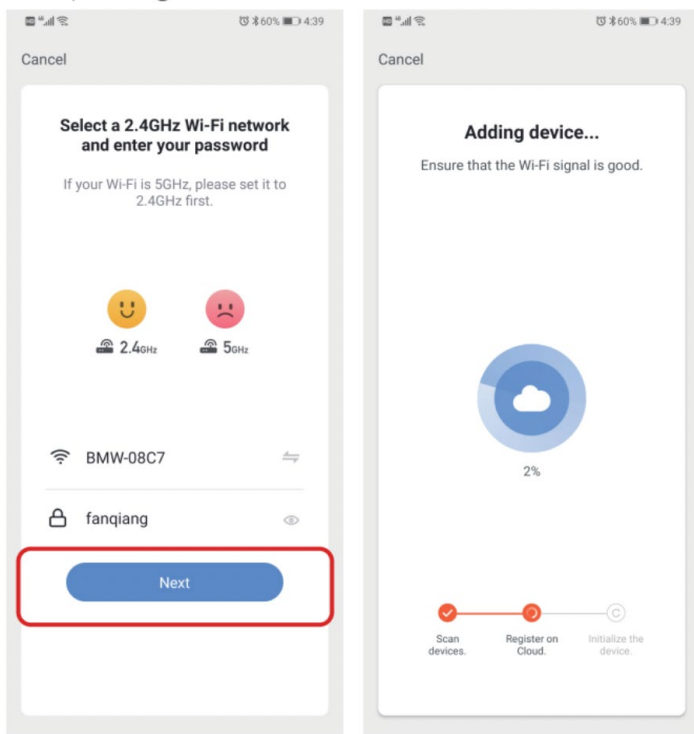 60% 4:39
Cancel
Select a 2.4GHz Wi-Fi network
and enter your password
If your Wi-Fi is 5GHz, please set it to
2.4GHz first.
2.4GHz 5GHz
BMW-08C7
fanqiang
Next
60% 4:39
Cancel
Adding device...
Ensure that the Wi-Fi signal is good.
2%
Scan
devices.
Register on
Cloud.
Initialize the
device.